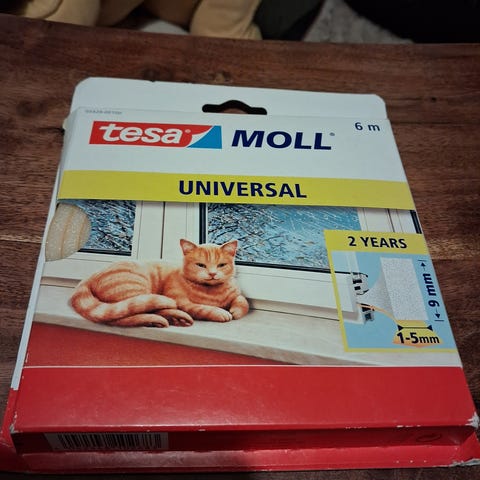 tesa® MOLL®
6 m
UNIVERSAL
2 YEARS
9 mm
1-5mm